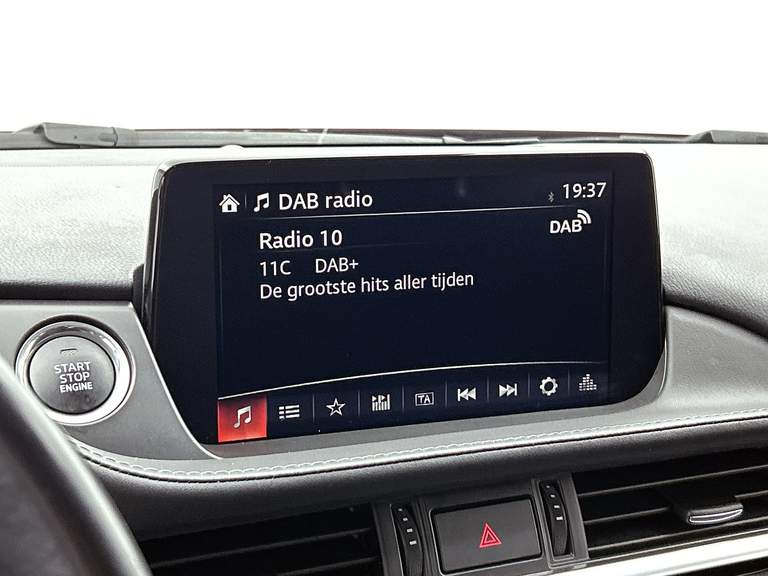 DAB radio
19:37
Radio 10
DAB
11C DAB+
De grootste hits aller tijden
START
STOP
ENGINE
TA